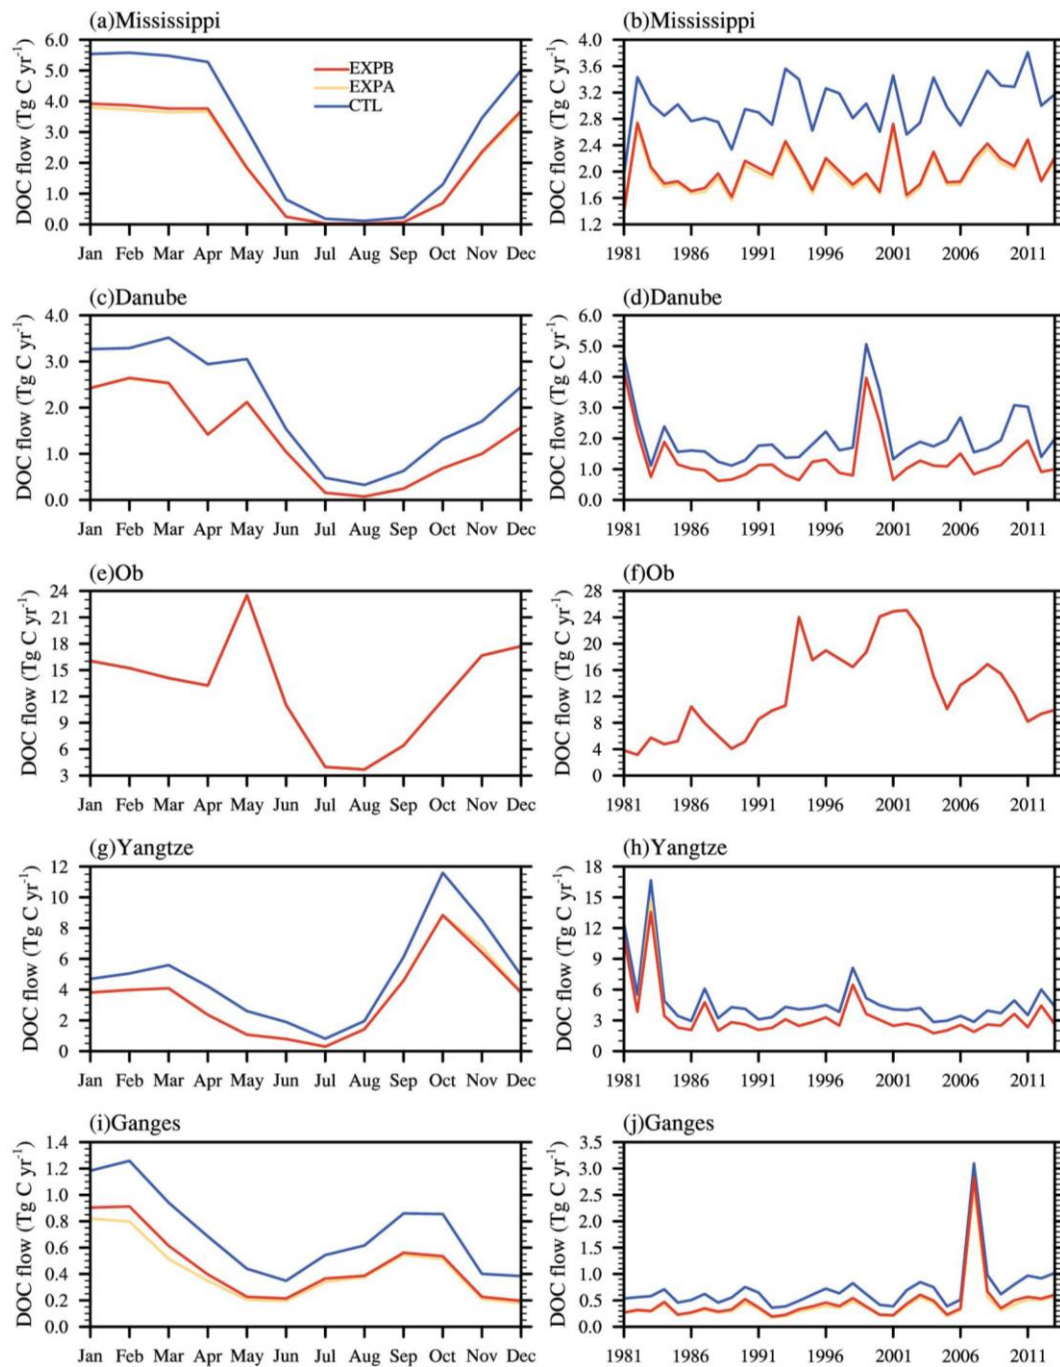 (a)Mississippi
DOC flow (Tg C yr-1)
6.0
5.0
4.0
3.0
2.0
1.0
0.0
EXPB
EXPA
CTL
Jan Feb Mar Apr May Jun Jul Aug Sep Oct Nov Dec
(b)Mississippi
DOC flow (Tg C yr-1)
4.0
3.6
3.2
2.8
2.4
2.0
1.6
1.2
1981 1986 1991 1996 2001 2006 2011
(c)Danube
DOC flow (Tg C yr-1)
4.0
3.0
2.0
1.0
0.0
Jan Feb Mar Apr May Jun Jul Aug Sep Oct Nov Dec
(d)Danube
DOC flow (Tg C yr-1)
6.0
5.0
4.0
3.0
2.0
1.0
0.0
1981 1986 1991 1996 2001 2006 2011
(e)Ob
DOC flow (Tg C yr-1)
24
21
18
15
12
9
6
3
Jan Feb Mar Apr May Jun Jul Aug Sep Oct Nov Dec
(f)Ob
DOC flow (Tg C yr-1)
28
24
20
16
12
8
4
0
1981 1986 1991 1996 2001 2006 2011
(g)Yangtze
DOC flow (Tg C yr-1)
12
10
8
6
4
2
0
Jan Feb Mar Apr May Jun Jul Aug Sep Oct Nov Dec
(h)Yangtze
DOC flow (Tg C yr-1)
18
15
12
9
6
3
0
1981 1986 1991 1996 2001 2006 2011
(i)Ganges
DOC flow (Tg C yr-1)
1.4
1.2
1.0
0.8
0.6
0.4
0.2
0.0
Jan Feb Mar Apr May Jun Jul Aug Sep Oct Nov Dec
(j)Ganges
DOC flow (Tg C yr-1)
3.5
3.0
2.5
2.0
1.5
1.0
0.5
0.0
1981 1986 1991 1996 2001 2006 2011